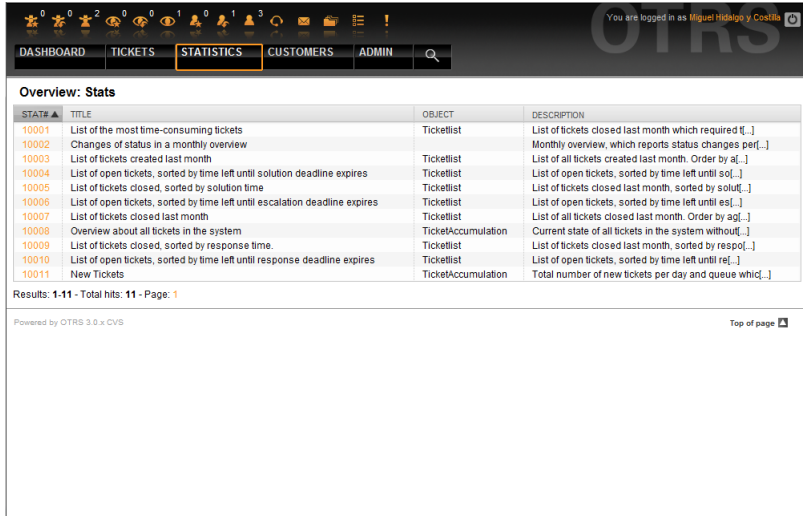 0 0 2 0 0 1 0 1 3
You are logged in as Miguel Hidalgo y Costilla
OTRS
DASHBOARD TICKETS STATISTICS CUSTOMERS ADMIN
Overview: Stats
STAT# TITLE OBJECT DESCRIPTION
10001 List of the most time-consuming tickets Ticketlist List of tickets closed last month which required t[...]
10002 Changes of status in a monthly overview Monthly overview, which reports status changes per[...]
10003 List of tickets created last month Ticketlist List of all tickets created last month. Order by a[...]
10004 List of open tickets, sorted by time left until solution deadline expires Ticketlist List of open tickets, sorted by time left until so[...]
10005 List of tickets closed, sorted by solution time Ticketlist List of tickets closed last month, sorted by solut[...]
10006 List of open tickets, sorted by time left until escalation deadline expires Ticketlist List of open tickets, sorted by time left until es[...]
10007 List of tickets closed last month Ticketlist List of all tickets closed last month. Order by ag[...]
10008 Overview about all tickets in the system TicketAccumulation Current state of all tickets in the system without[...]
10009 List of tickets closed, sorted by response time. Ticketlist List of tickets closed last month, sorted by respo[...]
10010 List of open tickets, sorted by time left until response deadline expires Ticketlist List of open tickets, sorted by time left until re[...]
10011 New Tickets TicketAccumulation Total number of new tickets per day and queue whic[...]
Results: 1-11 - Total hits: 11 - Page: 1
Powered by OTRS 3.0.x CVS Top of page